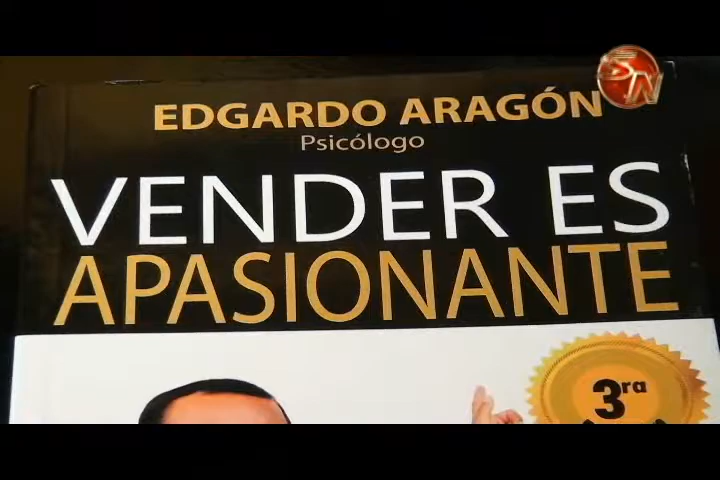 EDGARDO ARAGÓN
Psicólogo
VENDER ES
APASIONANTE
3ra